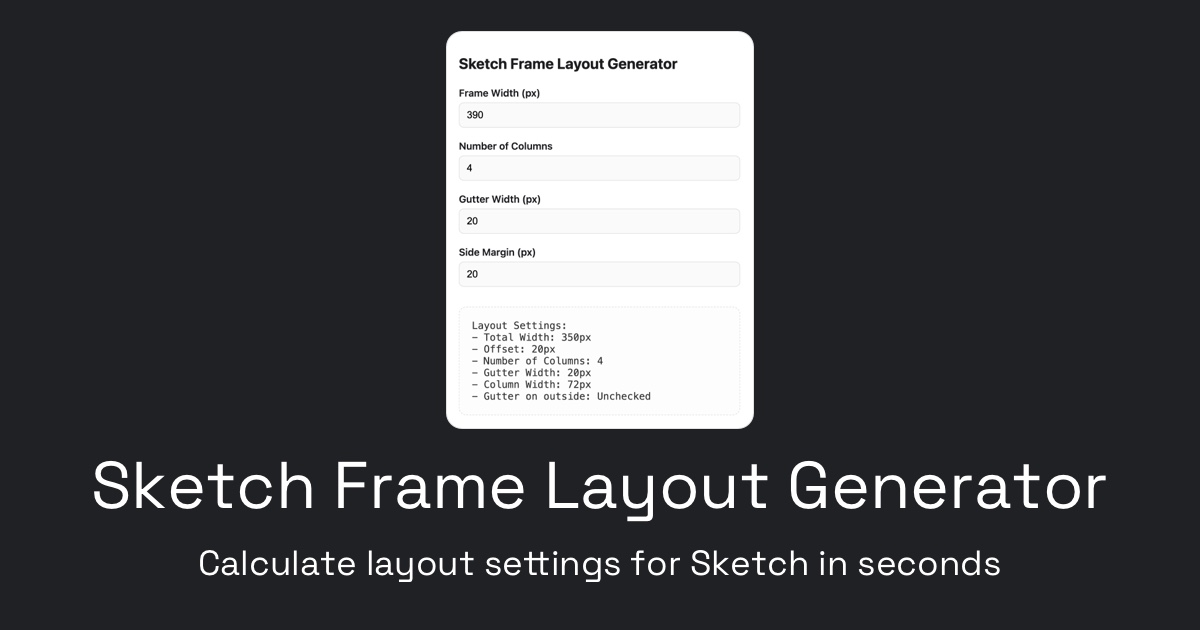 Sketch Frame Layout Generator
Frame Width (px)
390
Number of Columns
4
Gutter Width (px)
20
Side Margin (px)
20
Layout Settings:
– Total Width: 350px
– Offset: 20px
– Number of Columns: 4
– Gutter Width: 20px
– Column Width: 72px
– Gutter on outside: Unchecked
Sketch Frame Layout Generator
Calculate layout settings for Sketch in seconds